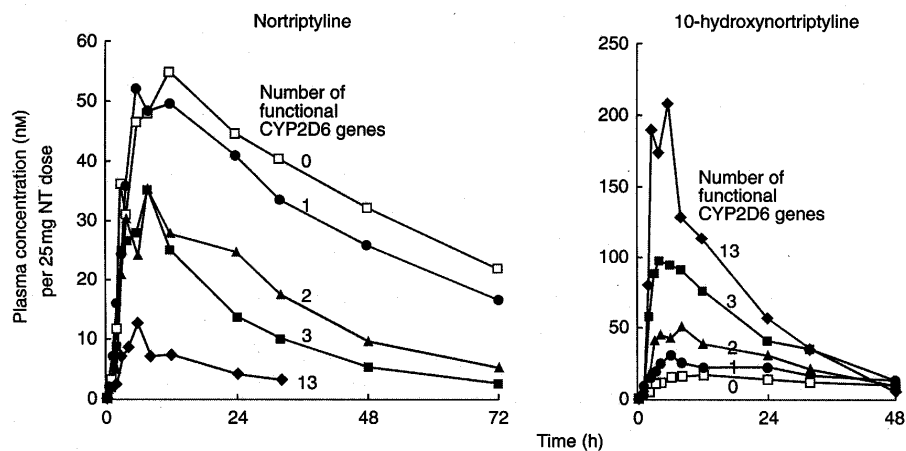 Nortriptyline
10-hydroxynortriptyline
Plasma concentration (nM)
per 25 mg NT dose
60
50
40
30
20
10
0
Number of
functional
CYP2D6 genes
0
1
2
3
13
0
24
48
72
250
200
150
100
50
0
Number of
functional
CYP2D6 genes
13
3
2
1
0
0
24
48
Time (h)